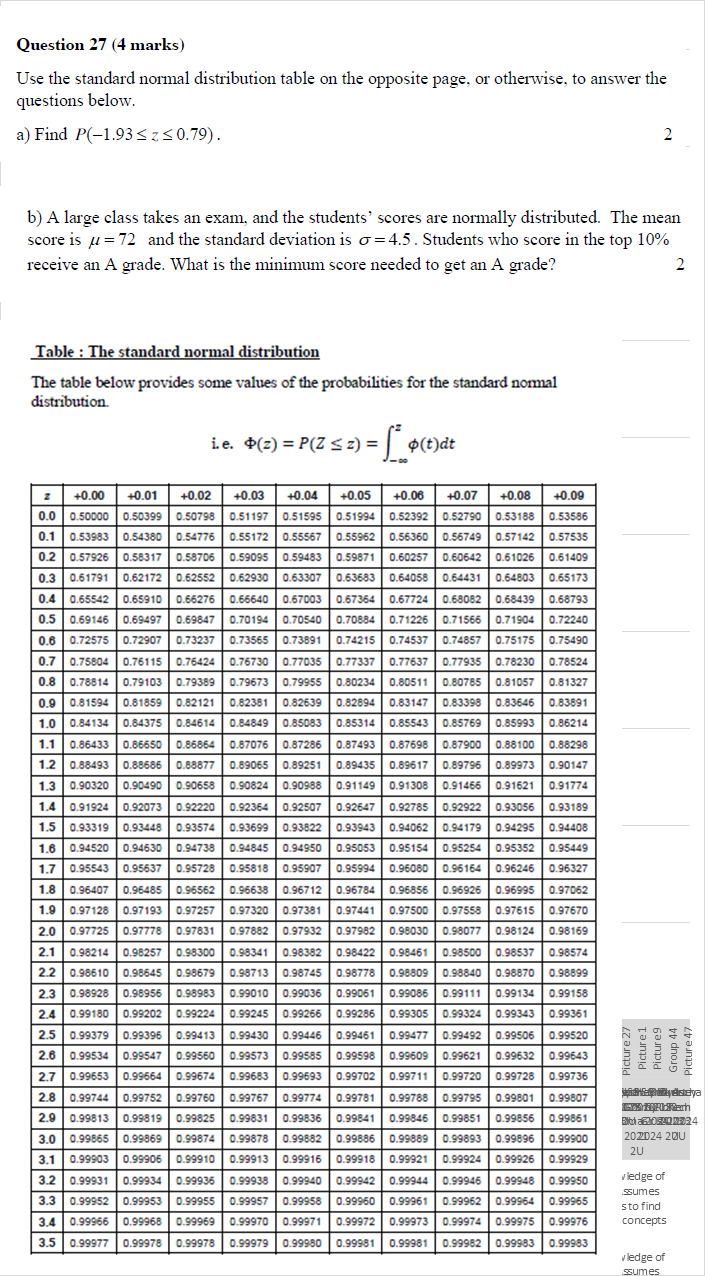 Question 27 (4 marks)
Use the standard normal distribution table on the opposite page, or otherwise, to answer the
questions below.
a) Find P(−1.93 ≤ z ≤ 0.79). 2
b) A large class takes an exam, and the students’ scores are normally distributed. The mean
score is μ = 72 and the standard deviation is σ = 4.5. Students who score in the top 10%
receive an A grade. What is the minimum score needed to get an A grade? 2
Table : The standard normal distribution
The table below provides some values of the probabilities for the standard normal
distribution.
i.e. Φ(z) = P(Z ≤ z) = ∫_{−∞}^{z} ϕ(t)dt
z +0.00 +0.01 +0.02 +0.03 +0.04 +0.05 +0.06 +0.07 +0.08 +0.09
0.0 0.50000 0.50399 0.50798 0.51197 0.51595 0.51994 0.52392 0.52790 0.53188 0.53586
0.1 0.53983 0.54380 0.54776 0.55172 0.55567 0.55962 0.56360 0.56749 0.57142 0.57535
0.2 0.57926 0.58317 0.58706 0.59095 0.59483 0.59871 0.60257 0.60642 0.61026 0.61409
0.3 0.61791 0.62172 0.62552 0.62930 0.63307 0.63683 0.64058 0.64431 0.64803 0.65173
0.4 0.65542 0.65910 0.66276 0.66640 0.67003 0.67364 0.67724 0.68082 0.68439 0.68793
0.5 0.69146 0.69497 0.69847 0.70194 0.70540 0.70884 0.71226 0.71566 0.71904 0.72240
0.6 0.72575 0.72907 0.73237 0.73565 0.73891 0.74215 0.74537 0.74857 0.75175 0.75490
0.7 0.75804 0.76115 0.76424 0.76730 0.77035 0.77337 0.77637 0.77935 0.78230 0.78524
0.8 0.78814 0.79103 0.79389 0.79673 0.79955 0.80234 0.80511 0.80785 0.81057 0.81327
0.9 0.81594 0.81859 0.82121 0.82381 0.82639 0.82894 0.83147 0.83398 0.83646 0.83891
1.0 0.84134 0.84375 0.84614 0.84849 0.85083 0.85314 0.85543 0.85769 0.85993 0.86214
1.1 0.86433 0.86650 0.86864 0.87076 0.87286 0.87493 0.87698 0.87900 0.88100 0.88298
1.2 0.88493 0.88686 0.88877 0.89065 0.89251 0.89435 0.89617 0.89796 0.89973 0.90147
1.3 0.90320 0.90490 0.90658 0.90824 0.90988 0.91149 0.91308 0.91466 0.91621 0.91774
1.4 0.91924 0.92073 0.92220 0.92364 0.92507 0.92647 0.92785 0.92922 0.93056 0.93189
1.5 0.93319 0.93448 0.93574 0.93699 0.93822 0.93943 0.94062 0.94179 0.94295 0.94408
1.6 0.94520 0.94630 0.94738 0.94845 0.94950 0.95053 0.95154 0.95254 0.95352 0.95449
1.7 0.95543 0.95637 0.95728 0.95818 0.95907 0.95994 0.96080 0.96164 0.96246 0.96327
1.8 0.96407 0.96485 0.96562 0.96638 0.96712 0.96784 0.96856 0.96926 0.96995 0.97062
1.9 0.97128 0.97193 0.97257 0.97320 0.97381 0.97441 0.97500 0.97558 0.97615 0.97670
2.0 0.97725 0.97778 0.97831 0.97882 0.97932 0.97982 0.98030 0.98077 0.98124 0.98169
2.1 0.98214 0.98257 0.98300 0.98341 0.98382 0.98422 0.98461 0.98500 0.98537 0.98574
2.2 0.98610 0.98645 0.98679 0.98713 0.98745 0.98778 0.98809 0.98840 0.98870 0.98899
2.3 0.98928 0.98956 0.98983 0.99010 0.99036 0.99061 0.99086 0.99111 0.99134 0.99158
2.4 0.99180 0.99202 0.99224 0.99245 0.99266 0.99286 0.99305 0.99324 0.99343 0.99361
2.5 0.99379 0.99396 0.99413 0.99430 0.99446 0.99461 0.99477 0.99492 0.99506 0.99520
2.6 0.99534 0.99547 0.99560 0.99573 0.99585 0.99598 0.99609 0.99621 0.99632 0.99643
2.7 0.99653 0.99664 0.99674 0.99683 0.99693 0.99702 0.99711 0.99720 0.99728 0.99736
2.8 0.99744 0.99752 0.99760 0.99767 0.99774 0.99781 0.99788 0.99795 0.99801 0.99807
2.9 0.99813 0.99819 0.99825 0.99831 0.99836 0.99841 0.99846 0.99851 0.99856 0.99861
3.0 0.99865 0.99869 0.99874 0.99878 0.99882 0.99886 0.99889 0.99893 0.99896 0.99900
3.1 0.99903 0.99906 0.99910 0.99913 0.99916 0.99918 0.99921 0.99924 0.99926 0.99929
3.2 0.99931 0.99934 0.99936 0.99938 0.99940 0.99942 0.99944 0.99946 0.99948 0.99950
3.3 0.99952 0.99953 0.99955 0.99957 0.99958 0.99960 0.99961 0.99962 0.99964 0.99965
3.4 0.99966 0.99968 0.99969 0.99970 0.99971 0.99972 0.99973 0.99974 0.99975 0.99976
3.5 0.99977 0.99978 0.99978 0.99979 0.99980 0.99981 0.99981 0.99982 0.99983 0.99983
Picture 27
Picture 1
Picture 9
Group 44
Picture 47
2U
vledge of
ssumes
s to find
concepts
vledge of
ssumes